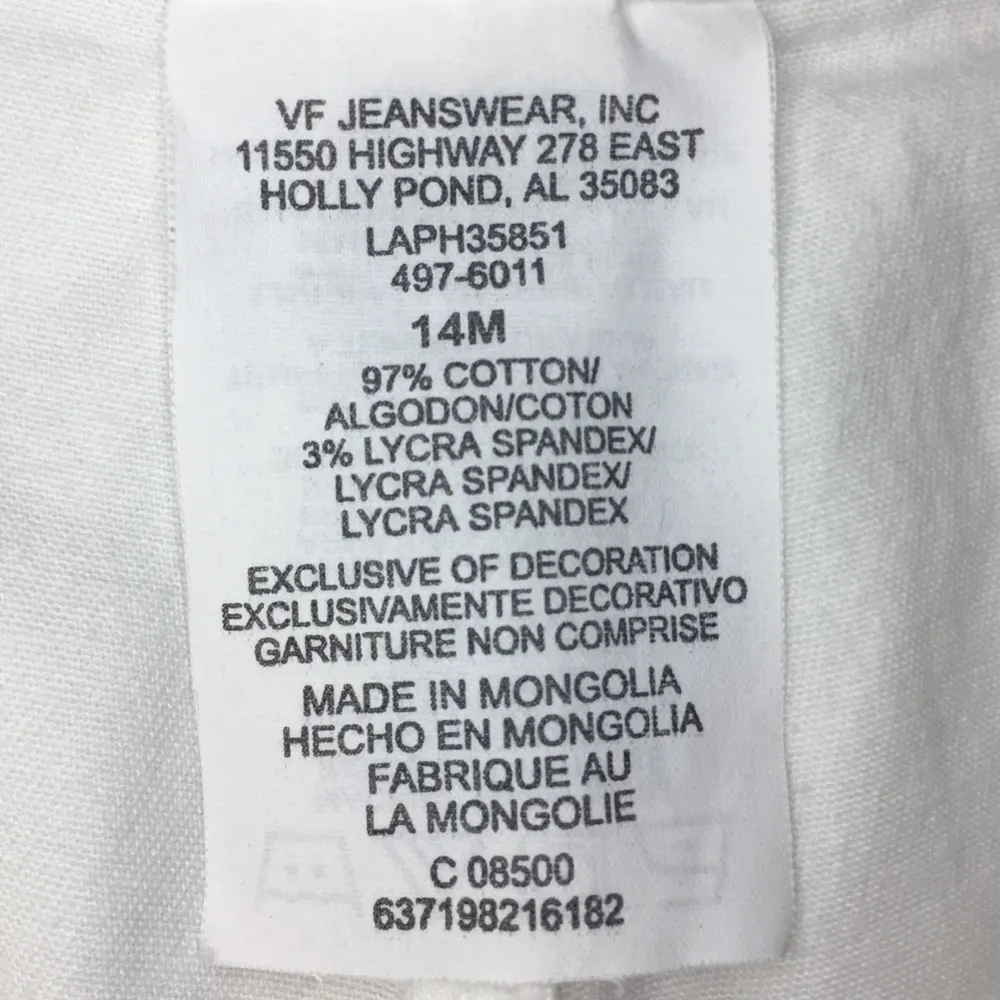 VF JEANSWEAR, INC
11550 HIGHWAY 278 EAST
HOLLY POND, AL 35083
LAPH35851
497-6011
14M
97% COTTON/
ALGODON/COTON
3% LYCRA SPANDEX/
LYCRA SPANDEX/
LYCRA SPANDEX
EXCLUSIVE OF DECORATION
EXCLUSIVAMENTE DECORATIVO
GARNITURE NON COMPRISE
MADE IN MONGOLIA
HECHO EN MONGOLIA
FABRIQUE AU
LA MONGOLIE
C 08500
637198216182